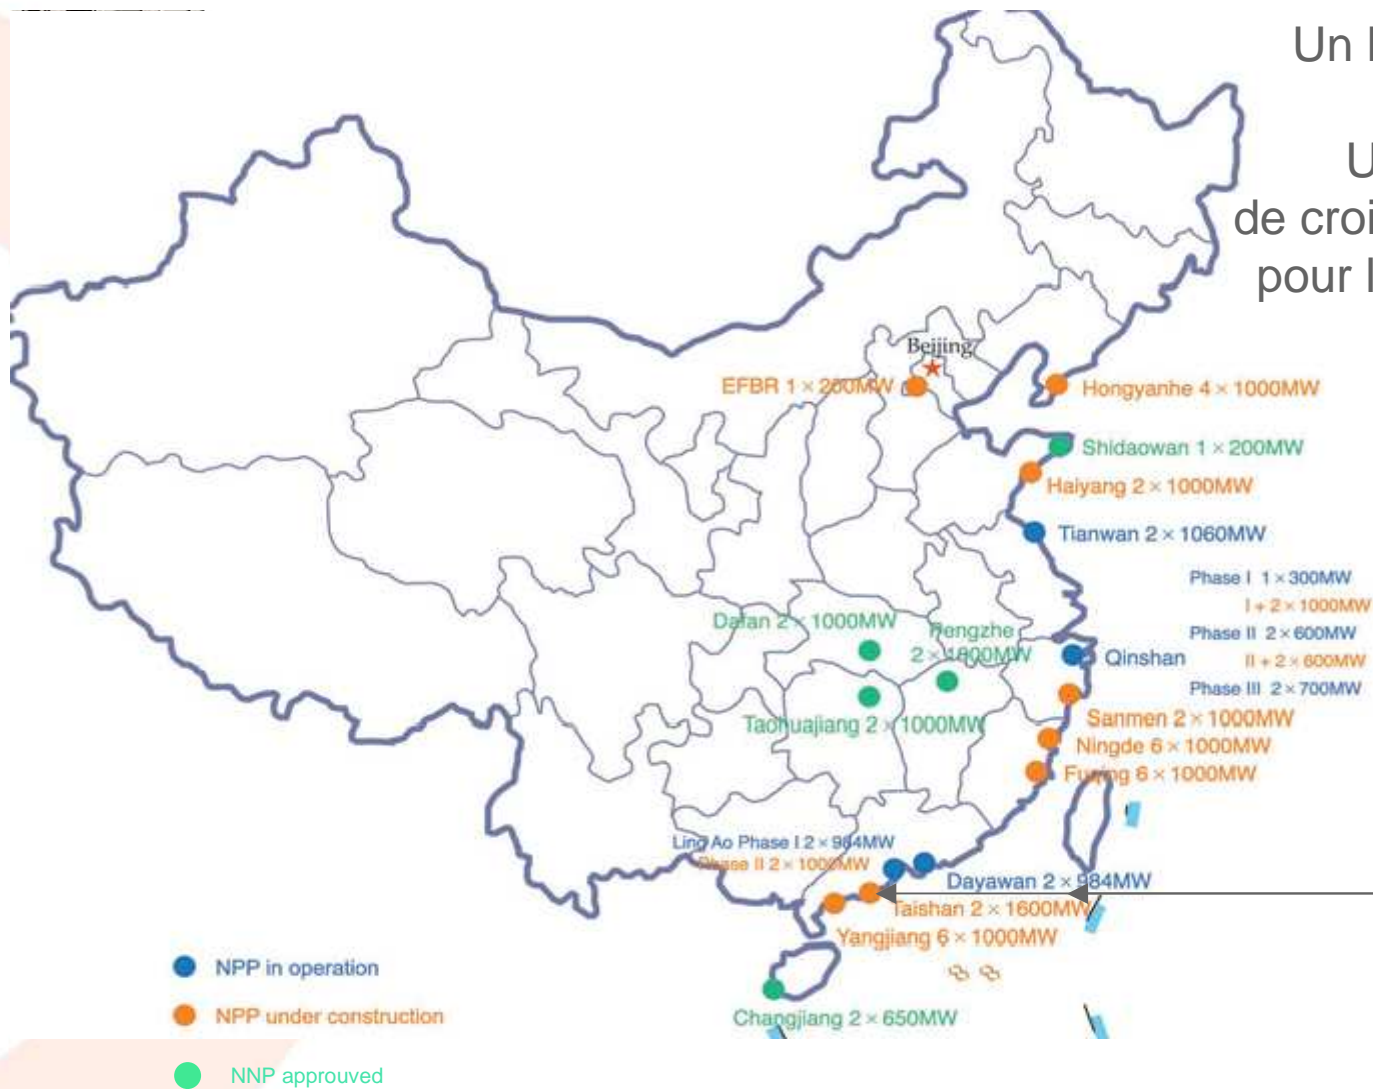 Un
de
pour
Beijing
EFBR 1 × 200MW
Hongyanhe 4 × 1000MW
Shidaowan 1 × 200MW
Haiyang 2 × 1000MW
Tianwan 2 × 1060MW
Phase I 1 × 300MW
I + 2 × 1000MW
Phase II 2 × 600MW
II + 2 × 600MW
Phase III 2 × 700MW
Qinshan
Dafan 2 × 1000MW
Pengzhe
2 × 1000MW
Taohuajiang 2 × 1000MW
Sanmen 2 × 1000MW
Ningde 6 × 1000MW
Fuqing 6 × 1000MW
Ling Ao Phase I 2 × 984MW
Phase II 2 × 1000MW
Dayawan 2 × 984MW
Taishan 2 × 1600MW
Yangjiang 6 × 1000MW
Changjiang 2 × 650MW
NPP in operation
NPP under construction
NNP approuved